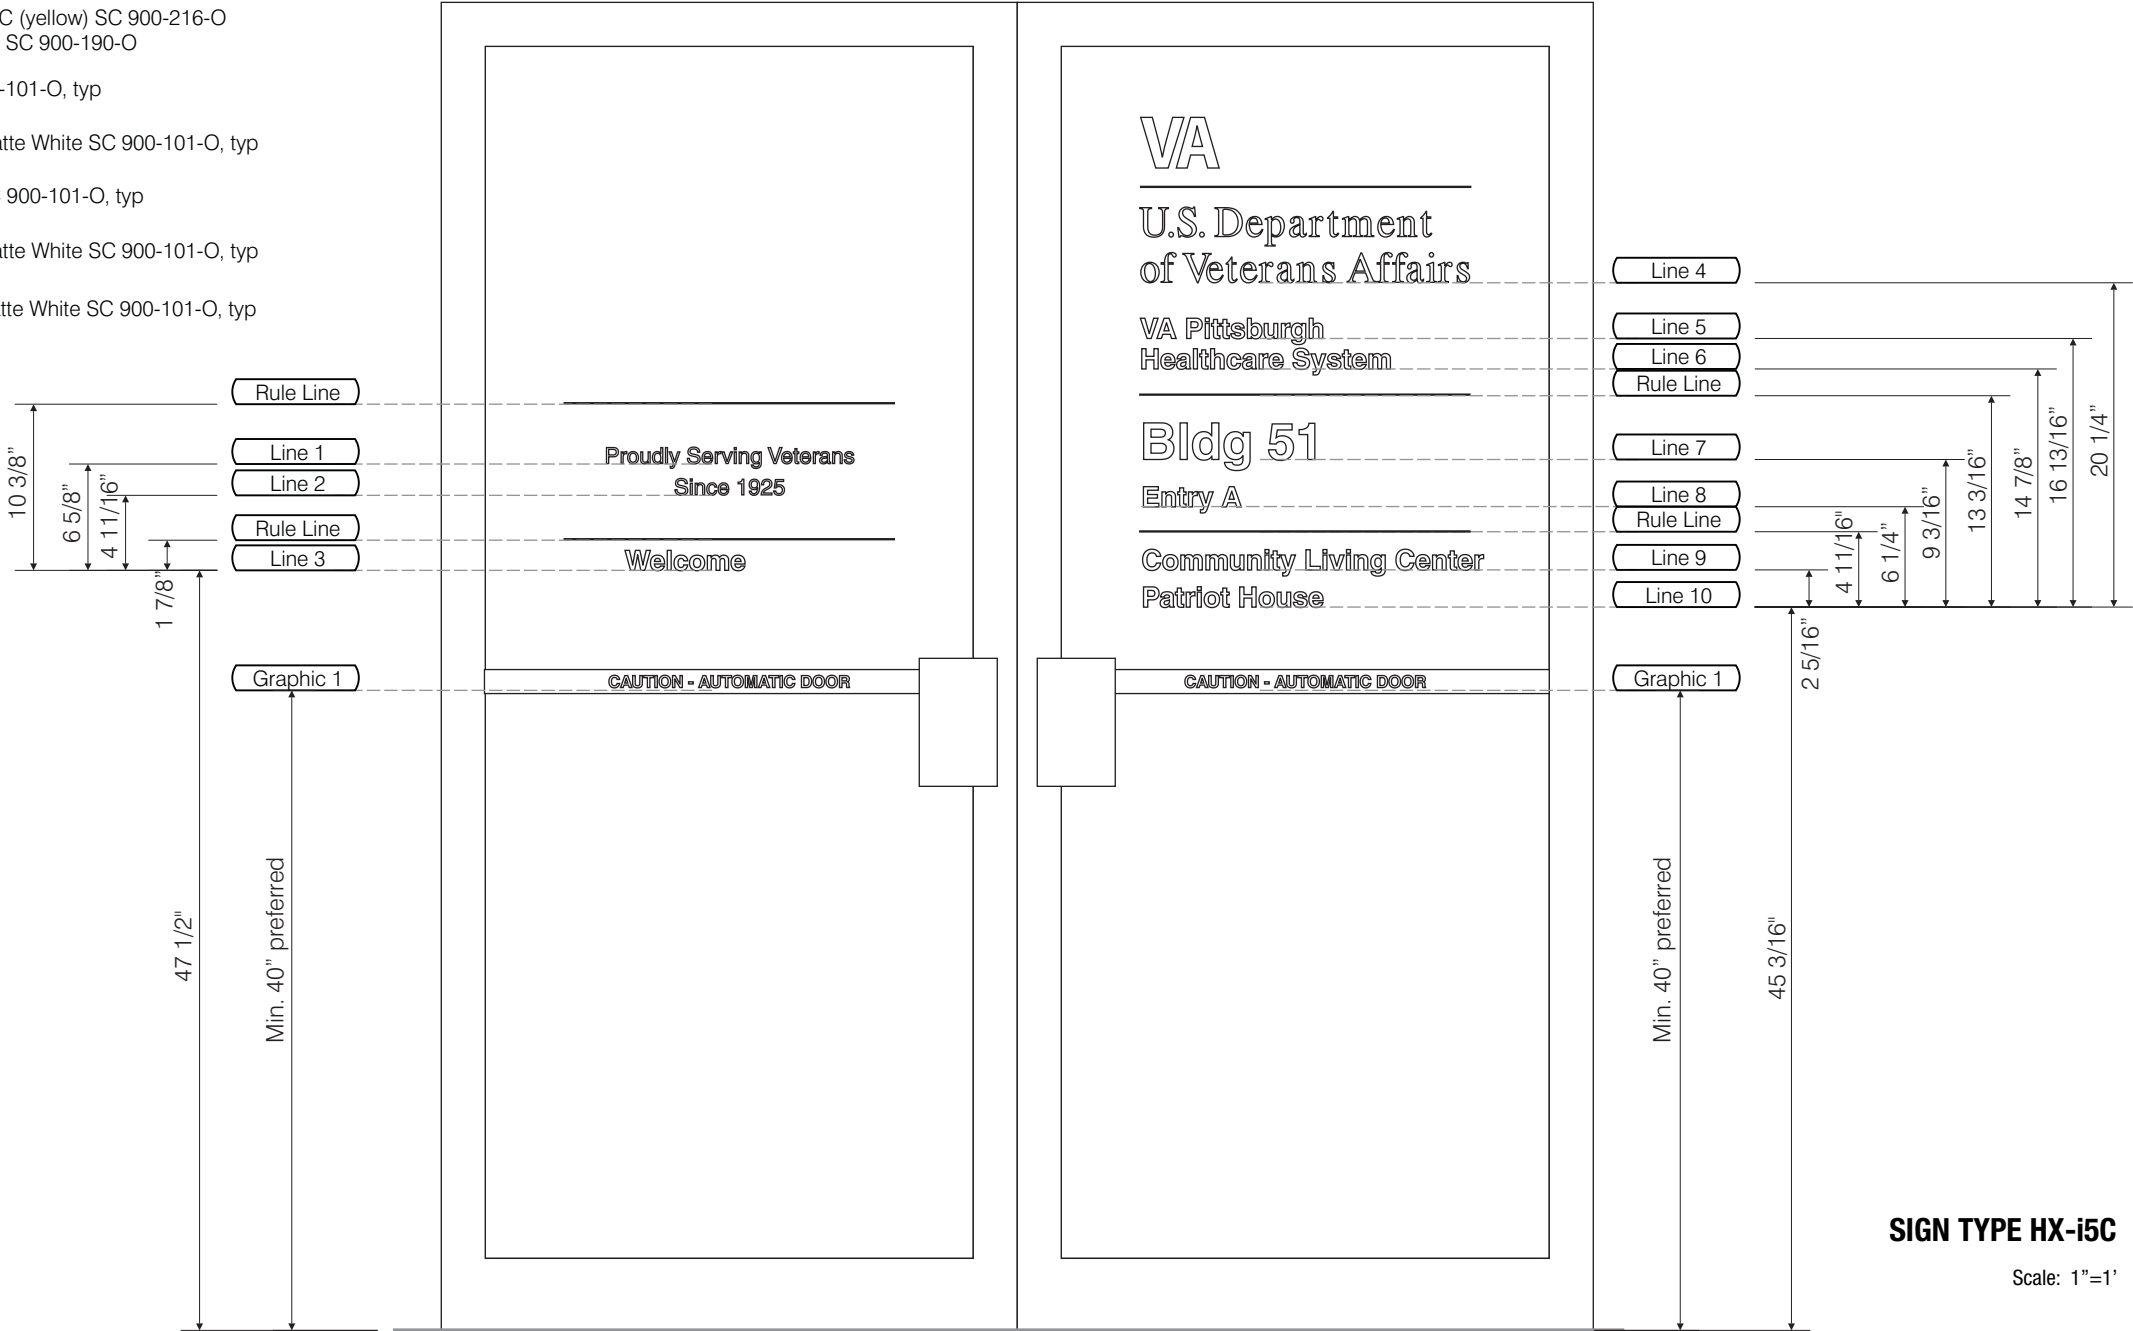 C (yellow) SC 900-216-O
SC 900-190-O
-101-O, typ
atte White SC 900-101-O, typ
900-101-O, typ
atte White SC 900-101-O, typ
atte White SC 900-101-O, typ
Rule Line
Line 1
Line 2
Rule Line
Line 3
Graphic 1
10 3/8”
6 5/8”
4 11/16”
1 7/8”
47 1/2"
Min. 40” preferred
Proudly Serving Veterans
Since 1925
Welcome
CAUTION - AUTOMATIC DOOR
VA
U.S. Department
of Veterans Affairs
VA Pittsburgh
Healthcare System
Bldg 51
Entry A
Community Living Center
Patriot House
CAUTION - AUTOMATIC DOOR
Line 4
Line 5
Line 6
Rule Line
Line 7
Line 8
Rule Line
Line 9
Line 10
Graphic 1
2 5/16”
4 11/16"
6 1/4”
9 3/16”
13 3/16”
14 7/8”
16 13/16”
20 1/4”
Min. 40” preferred
45 3/16"
SIGN TYPE HX-i5C
Scale: 1”=1’